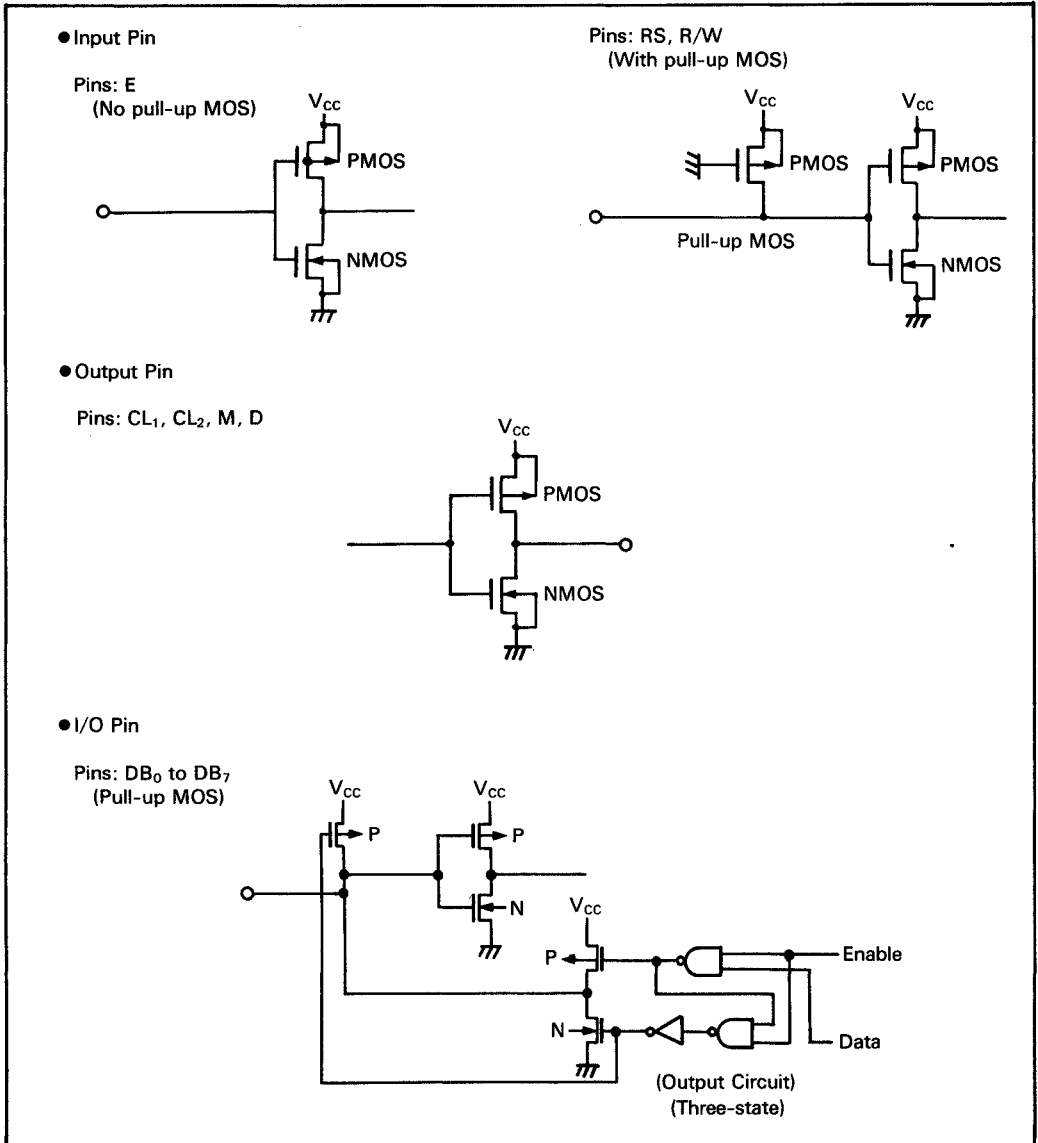 ● Input Pin
Pins: E
(No pull-up MOS)
VCC
PMOS
NMOS
Pins: RS, R/W
(With pull-up MOS)
VCC
PMOS
Pull-up MOS
VCC
PMOS
NMOS
● Output Pin
Pins: CL₁, CL₂, M, D
VCC
PMOS
NMOS
● I/O Pin
Pins: DB₀ to DB₇
(Pull-up MOS)
VCC
P
VCC
P
N
VCC
P
Enable
N
Data
(Output Circuit)
(Three-state)